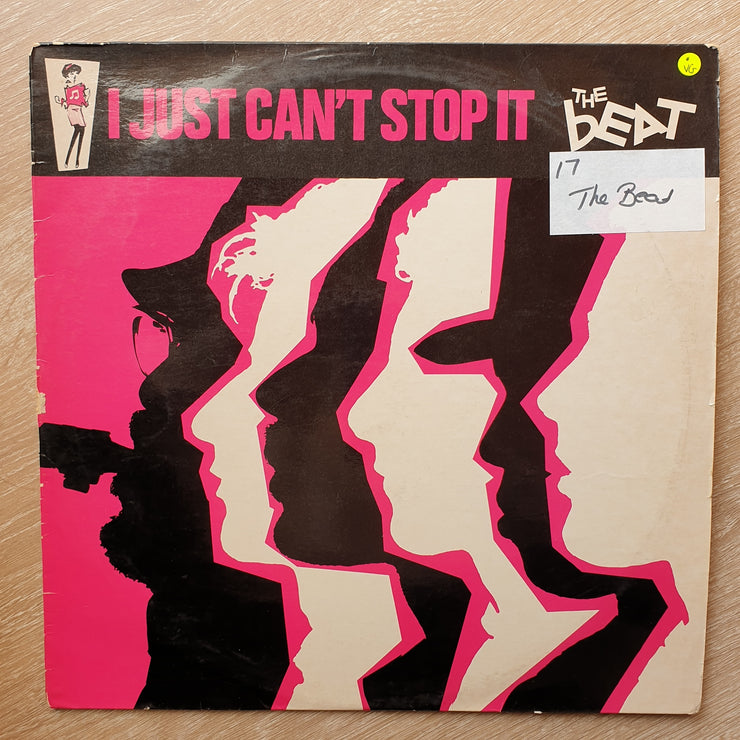 I JUST CAN'T STOP IT
THE
bEAT
VG
17
The Beat